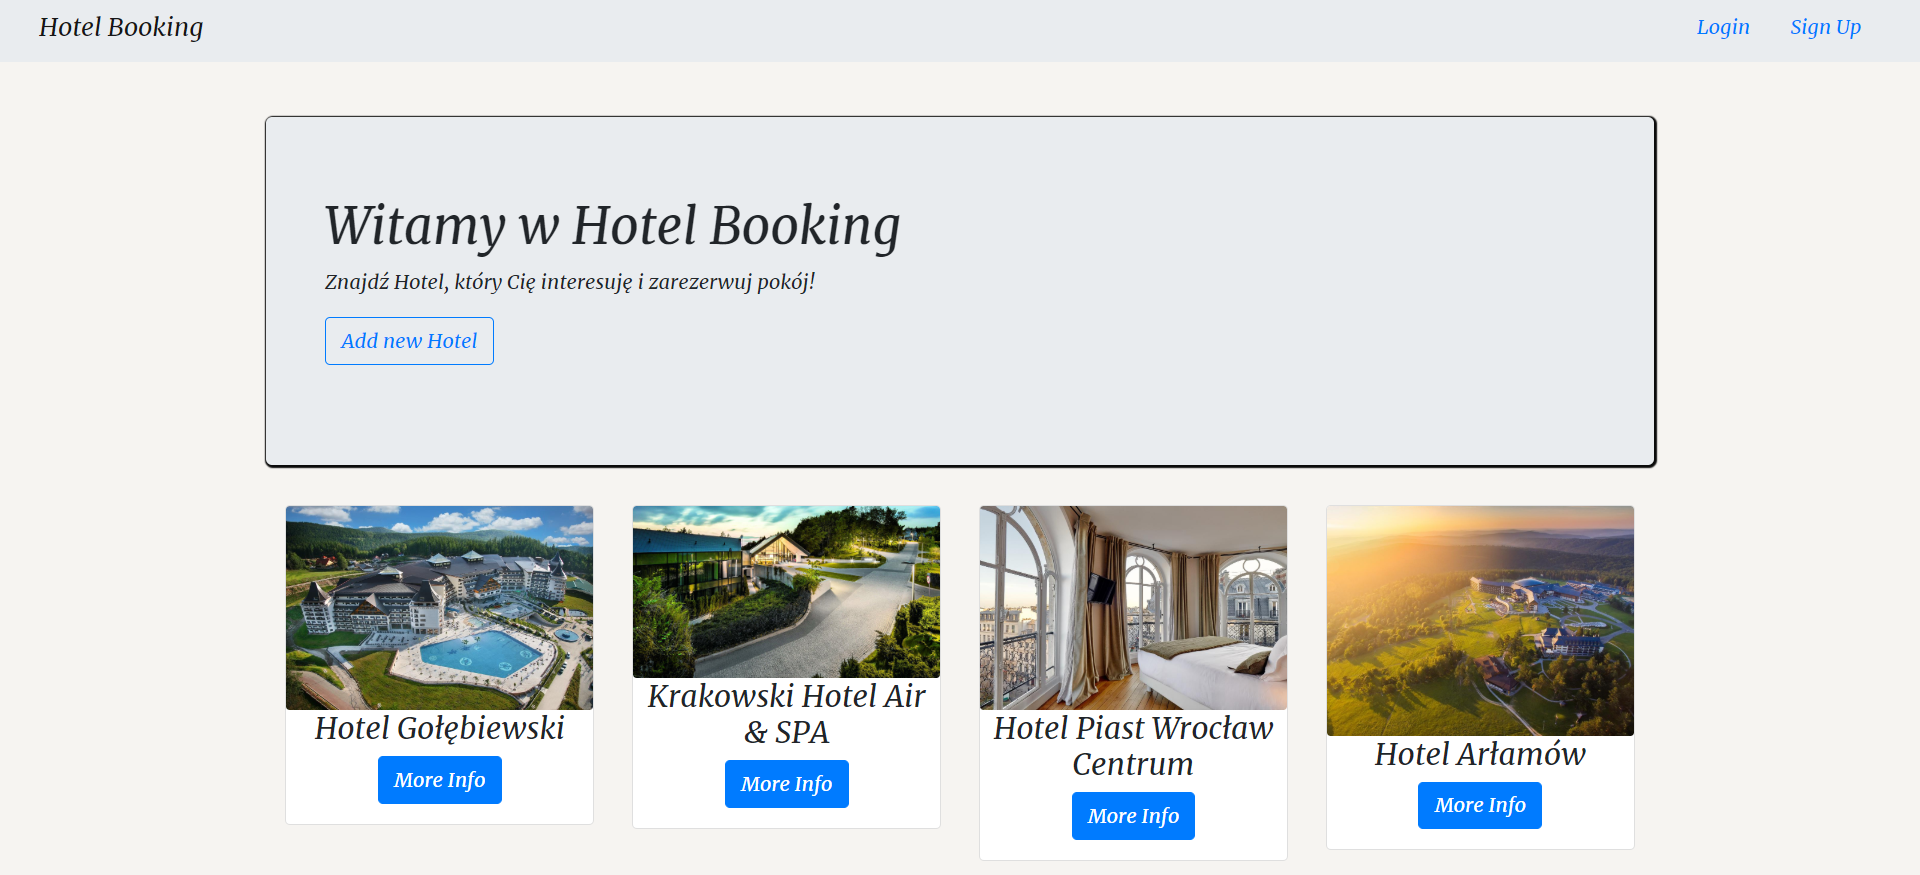 Hotel Booking
Login
Sign Up
Witamy w Hotel Booking
Znajdź Hotel, który Cię interesuję i zarezerwuj pokój!
Add new Hotel
Hotel Gołębiewski
More Info
Krakowski Hotel Air
& SPA
More Info
Hotel Piast Wrocław
Centrum
More Info
Hotel Arłamów
More Info